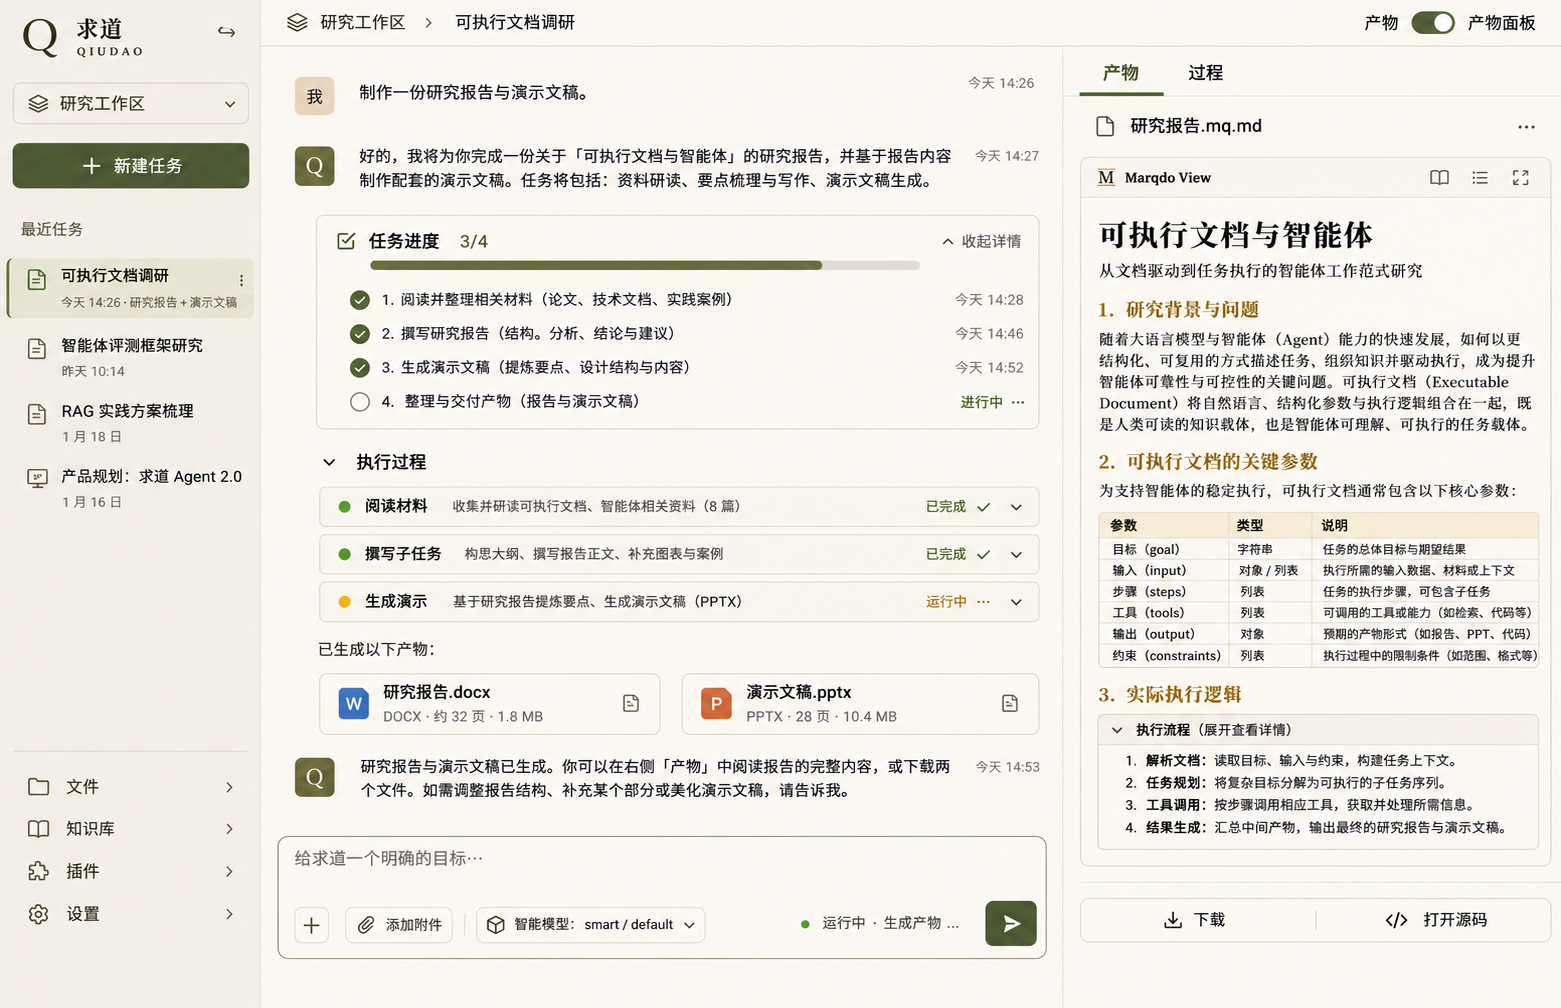 Q 求道
QIUDAO
研究工作区
新建任务
最近任务
可执行文档调研
今天 14:26 · 研究报告 + 演示文稿
智能体评测框架研究
昨天 10:14
RAG 实践方案梳理
1 月 18 日
产品规划：求道 Agent 2.0
1 月 16 日
文件
知识库
插件
设置
研究工作区 > 可执行文档调研
产物 产物面板
我 制作一份研究报告与演示文稿。 今天 14:26
Q 好的，我将为你完成一份关于「可执行文档与智能体」的研究报告，并基于报告内容 今天 14:27
制作配套的演示文稿。任务将包括：资料研读、要点梳理与写作、演示文稿生成。
任务进度 3/4 收起详情
1. 阅读并整理相关材料（论文、技术文档、实践案例） 今天 14:28
2. 撰写研究报告（结构。分析、结论与建议） 今天 14:46
3. 生成演示文稿（提炼要点、设计结构与内容） 今天 14:52
4. 整理与交付产物（报告与演示文稿） 进行中 ···
执行过程
阅读材料 收集并研读可执行文档、智能体相关资料（8 篇） 已完成
撰写子任务 构思大纲、撰写报告正文、补充图表与案例 已完成
生成演示 基于研究报告提炼要点、生成演示文稿（PPTX） 运行中 ···
已生成以下产物：
W 研究报告.docx
DOCX · 约 32 页 · 1.8 MB
P 演示文稿.pptx
PPTX · 28 页 · 10.4 MB
Q 研究报告与演示文稿已生成。你可以在右侧「产物」中阅读报告的完整内容，或下载两 今天 14:53
个文件。如需调整报告结构、补充某个部分或美化演示文稿，请告诉我。
给求道一个明确的目标···
添加附件 智能模型：smart / default 运行中 · 生成产物 ...
产物 过程
研究报告.mq.md ···
M Marqdo View
可执行文档与智能体
从文档驱动到任务执行的智能体工作范式研究
1. 研究背景与问题
随着大语言模型与智能体（Agent）能力的快速发展，如何以更
结构化、可复用的方式描述任务、组织知识并驱动执行，成为提升
智能体可靠性与可控性的关键问题。可执行文档（Executable
Document）将自然语言、结构化参数与执行逻辑组合在一起，既
是人类可读的知识载体，也是智能体可理解、可执行的任务载体。
2. 可执行文档的关键参数
为支持智能体的稳定执行，可执行文档通常包含以下核心参数：
参数 类型 说明
目标（goal） 字符串 任务的总体目标与期望结果
输入（input） 对象 / 列表 执行所需的输入数据、材料或上下文
步骤（steps） 列表 任务的执行步骤，可包含子任务
工具（tools） 列表 可调用的工具或能力（如检索、代码等）
输出（output） 对象 预期的产物形式（如报告、PPT、代码）
约束（constraints） 列表 执行过程中的限制条件（如范围、格式等）
3. 实际执行逻辑
执行流程（展开查看详情）
1. 解析文档：读取目标、输入与约束，构建任务上下文。
2. 任务规划：将复杂目标分解为可执行的子任务序列。
3. 工具调用：按步骤调用相应工具，获取并处理所需信息。
4. 结果生成：汇总中间产物，输出最终的研究报告与演示文稿。
下载 </> 打开源码